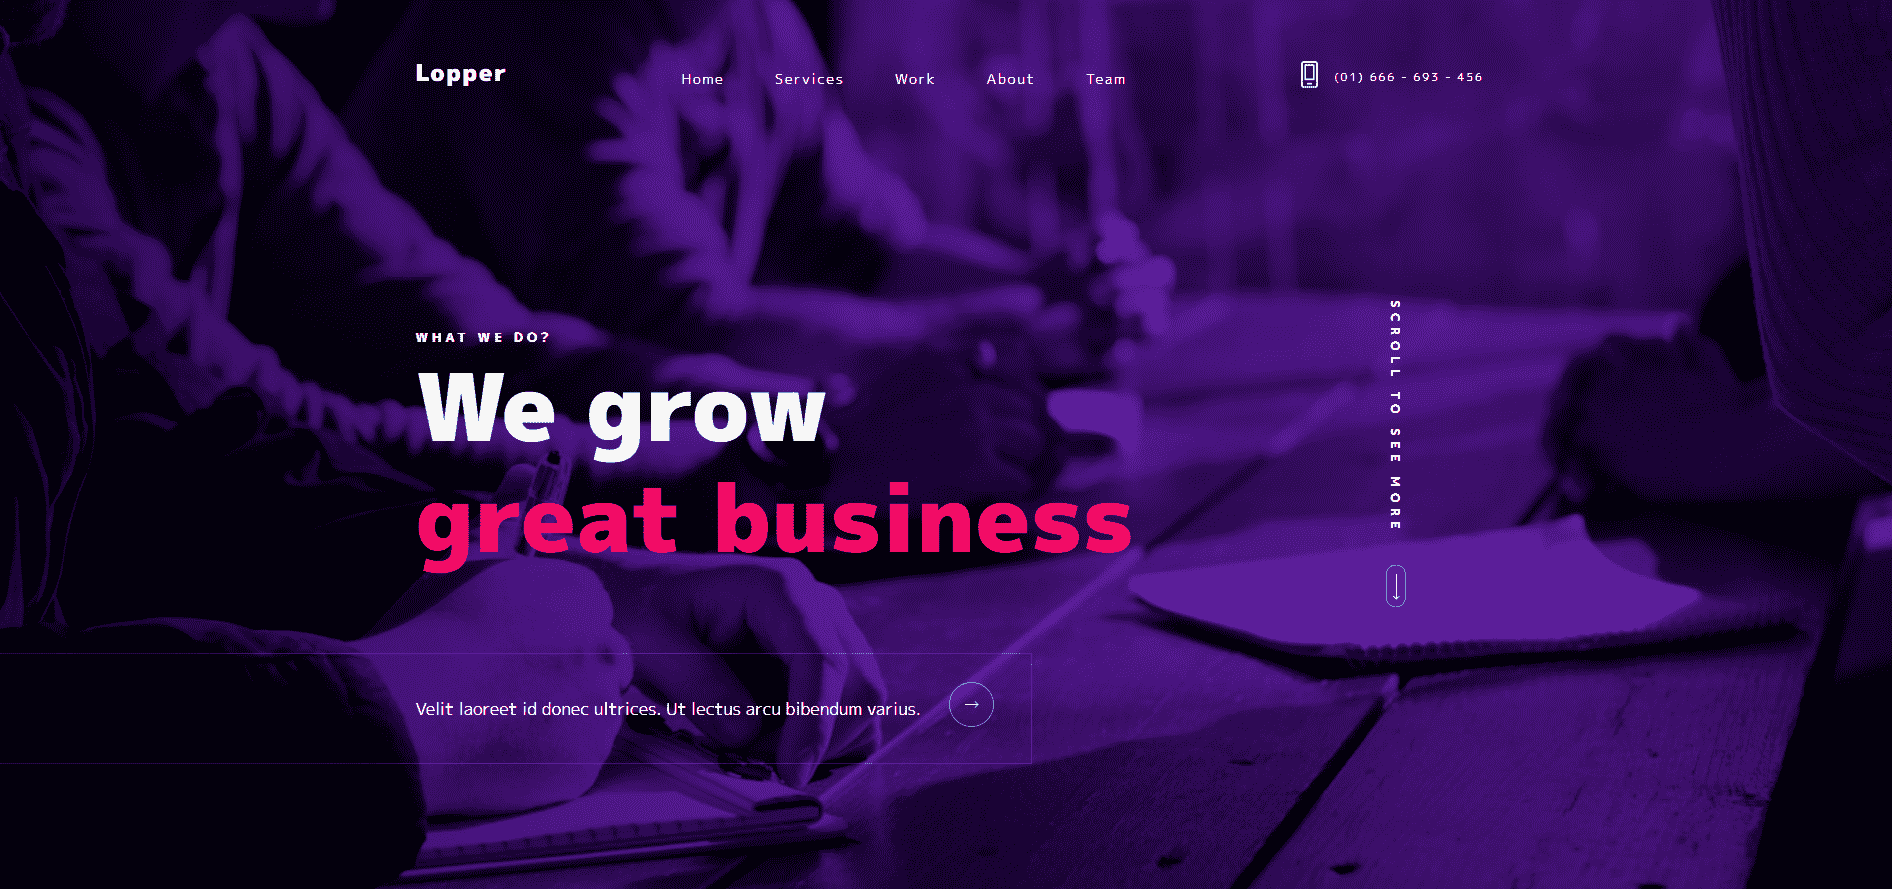 Lopper
Home
Services
Work
About
Team
(01) 666 - 693 - 456
WHAT WE DO?
We grow
great business
SCROLL TO SEE MORE
Velit laoreet id donec ultrices. Ut lectus arcu bibendum varius.